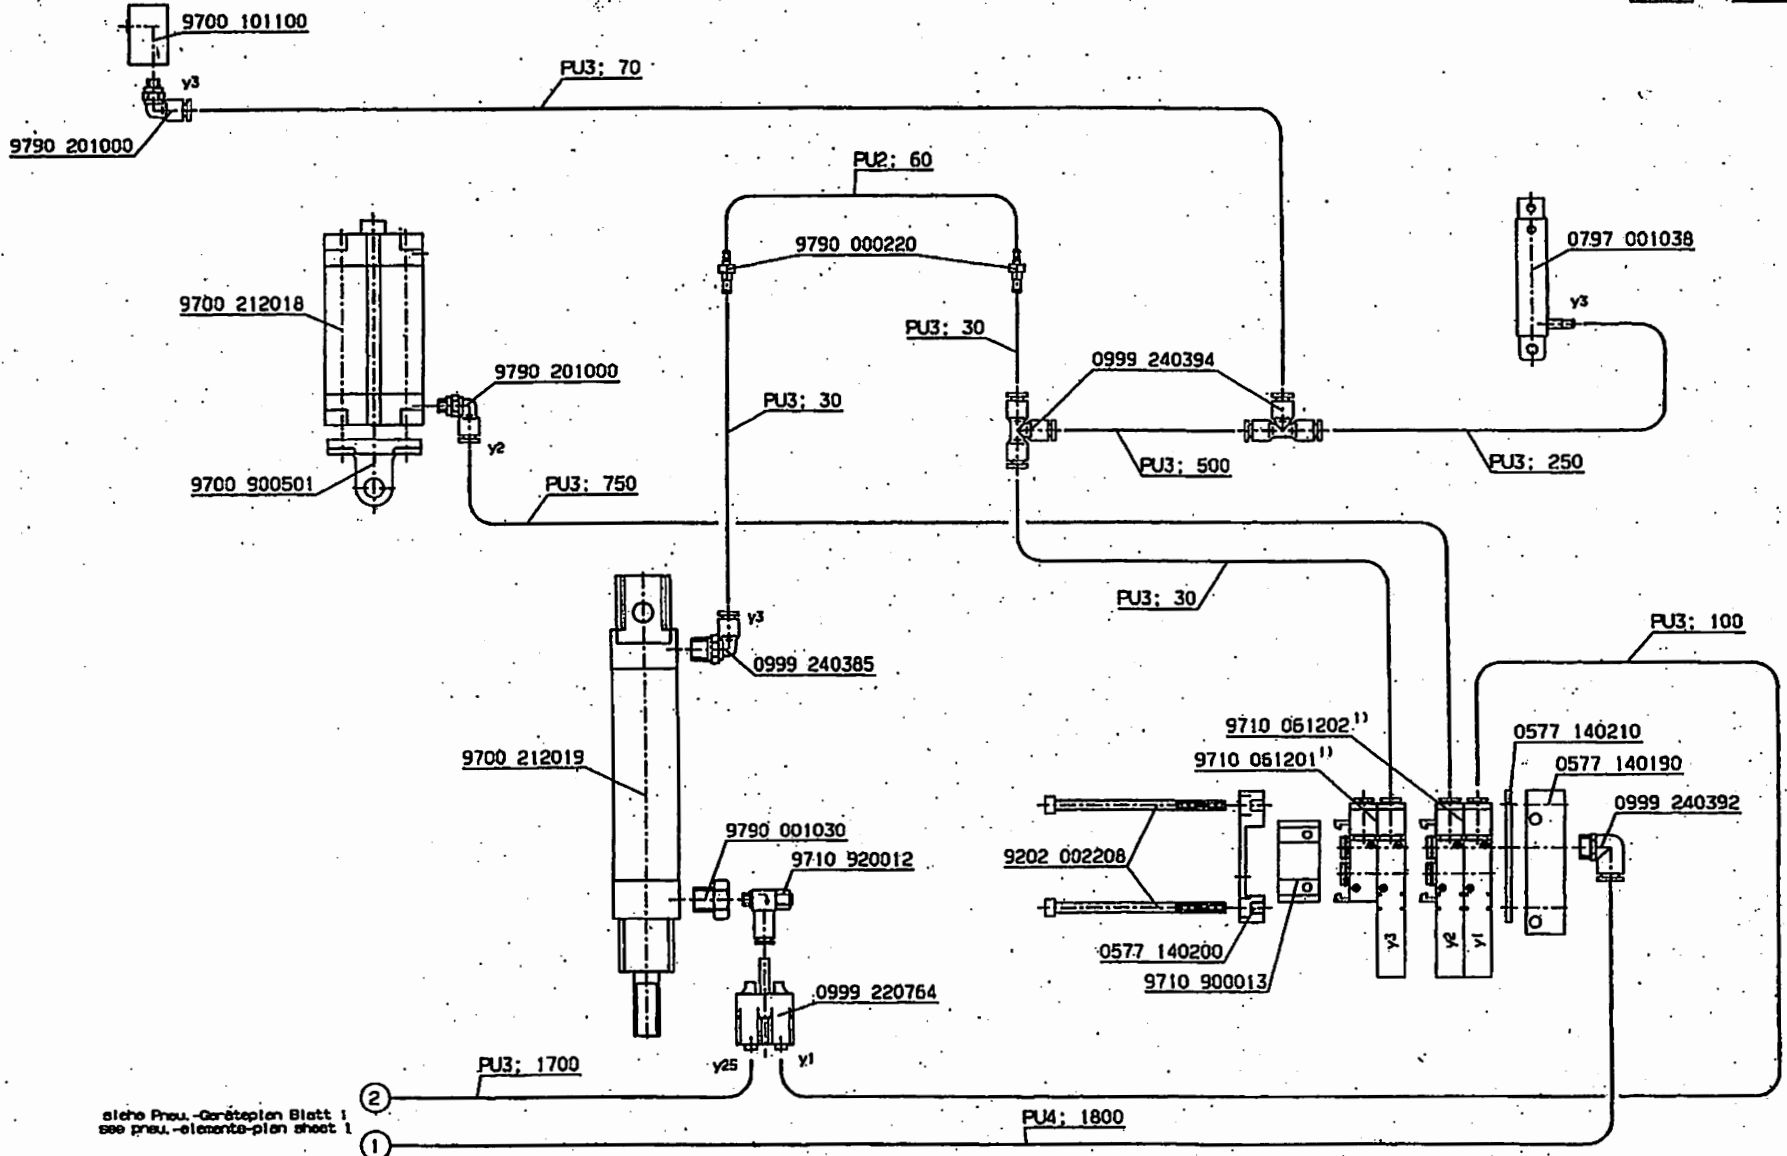 9700 101100
y3
PU3; 70
9790 201000
PU2; 60
9790 000220
0797 001038
9700 212018
y3
PU3; 30
0999 240394
9790 201000
PU3; 30
y2
PU3; 500
PU3; 250
9700 900501
PU3; 750
PU3; 30
y3
PU3; 100
0999 240385
9710 061202 1)
0577 140210
9700 212019
9710 061201 1)
0577 140190
0999 240392
9790 001030
9710 920012
9202 002208
y3
y2
y1
0577 140200
9710 900013
0999 220764
y25
y1
PU3; 1700
2
siehe Pneu.-Geräteplan Blatt 1
see pneu.-elements-plan sheet 1
PU4; 1800
1